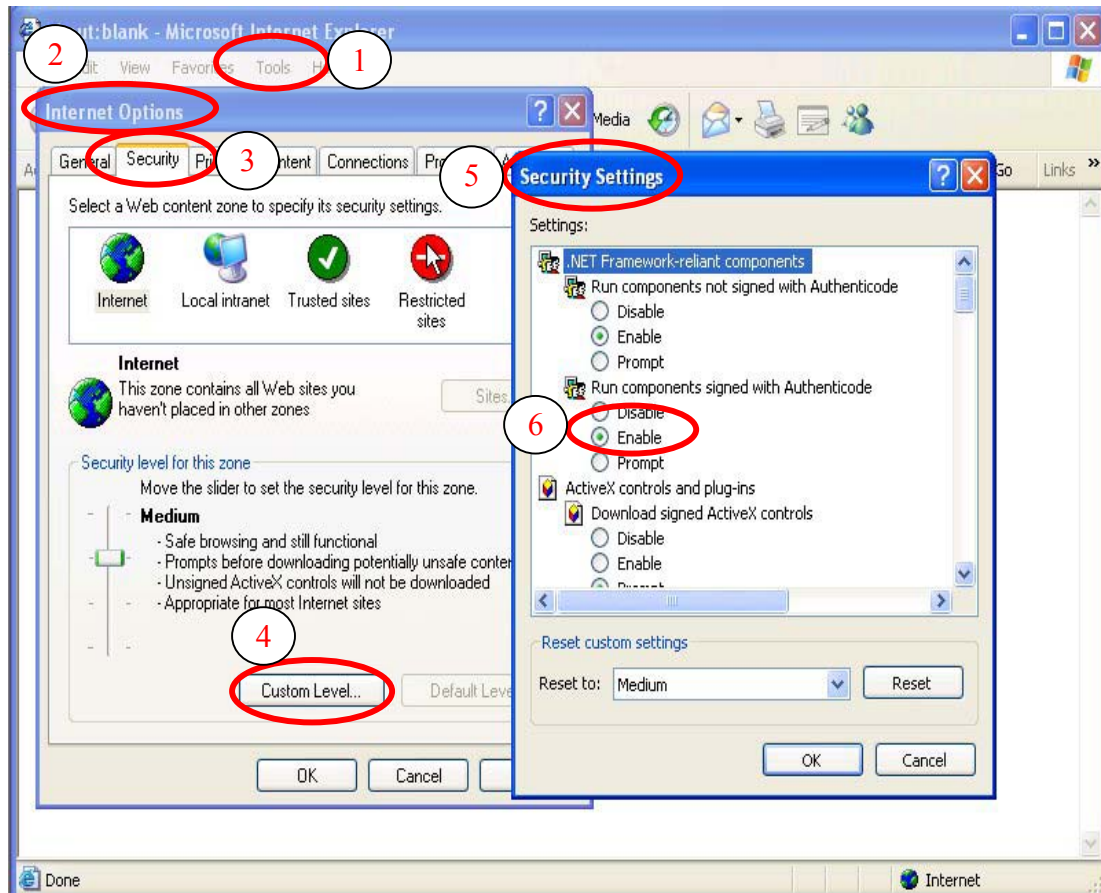 ut:blank - Microsoft Internet Explorer
2
1
dit View Favorites Tools H
Internet Options
Media
General Security Pri tent Connections Pro A
3
5
Go Links »
Security Settings
Select a Web content zone to specify its security settings.
Internet Local intranet Trusted sites Restricted sites
Internet
This zone contains all Web sites you
haven't placed in other zones
Sites.
Security level for this zone
Move the slider to set the security level for this zone.
Medium
- Safe browsing and still functional
- Prompts before downloading potentially unsafe conten
- Unsigned ActiveX controls will not be downloaded
- Appropriate for most Internet sites
4
Custom Level... Default Leve
OK Cancel
Settings:
.NET Framework-reliant components
Run components not signed with Authenticode
Disable
Enable
Prompt
Run components signed with Authenticode
Disable
6
Enable
Prompt
ActiveX controls and plug-ins
Download signed ActiveX controls
Disable
Enable
Prompt
Reset custom settings
Reset to: Medium Reset
OK Cancel
Done Internet